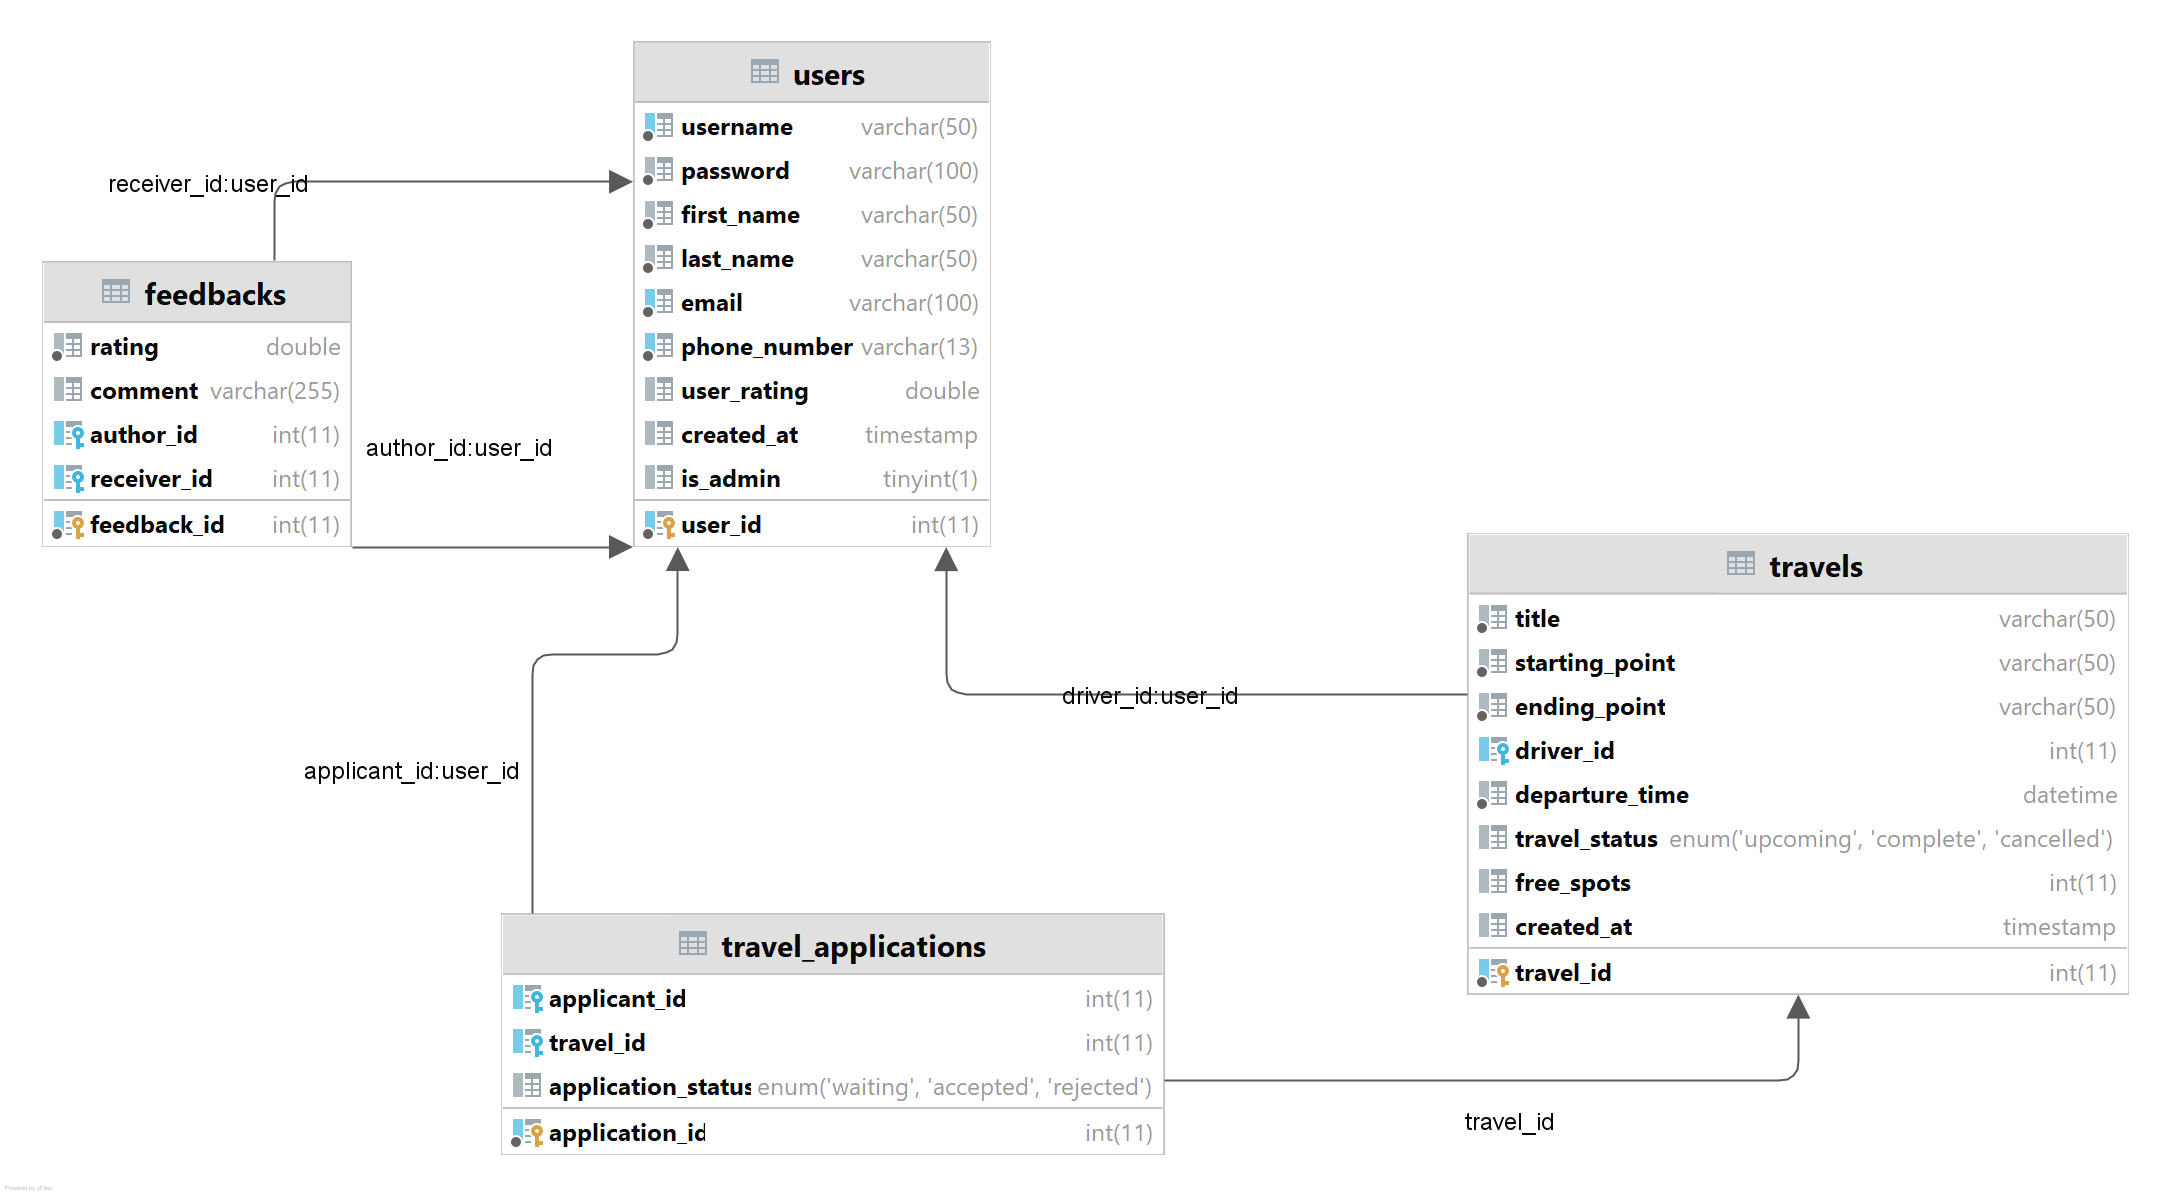 users
username varchar(50)
password varchar(100)
first_name varchar(50)
last_name varchar(50)
email varchar(100)
phone_number varchar(13)
user_rating double
created_at timestamp
is_admin tinyint(1)
user_id int(11)
receiver_id:user_id
feedbacks
rating double
comment varchar(255)
author_id int(11)
receiver_id int(11)
feedback_id int(11)
author_id:user_id
travels
title varchar(50)
starting_point varchar(50)
ending_point varchar(50)
driver_id int(11)
departure_time datetime
travel_status enum('upcoming', 'complete', 'cancelled')
free_spots int(11)
created_at timestamp
travel_id int(11)
driver_id:user_id
applicant_id:user_id
travel_applications
applicant_id int(11)
travel_id int(11)
application_status enum('waiting', 'accepted', 'rejected')
application_id int(11)
travel_id
Powered by yFiles